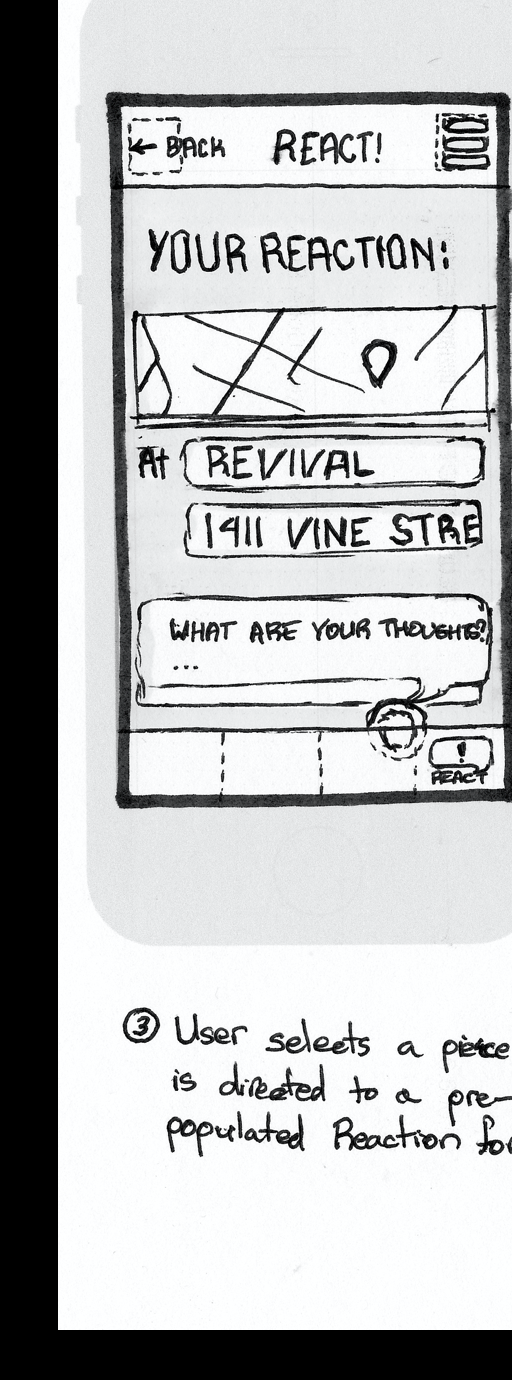 ← BACK REACT!
YOUR REACTION:
At REVIVAL
1411 VINE STRE
WHAT ARE YOUR THOUGHTS?
...
!
REACT
③ User selects a piece
is directed to a pre-
populated Reaction for